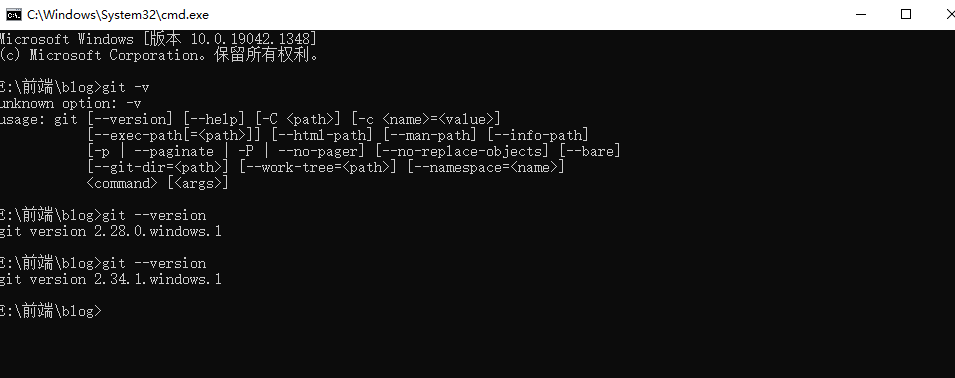 C:\Windows\System32\cmd.exe
Microsoft Windows [版本 10.0.19042.1348]
(c) Microsoft Corporation。保留所有权利。
E:\前端\blog>git -v
unknown option: -v
usage: git [--version] [--help] [-C <path>] [-c <name>=<value>]
[--exec-path[=<path>]] [--html-path] [--man-path] [--info-path]
[-p | --paginate | -P | --no-pager] [--no-replace-objects] [--bare]
[--git-dir=<path>] [--work-tree=<path>] [--namespace=<name>]
<command> [<args>]
E:\前端\blog>git --version
git version 2.28.0.windows.1
E:\前端\blog>git --version
git version 2.34.1.windows.1
E:\前端\blog>